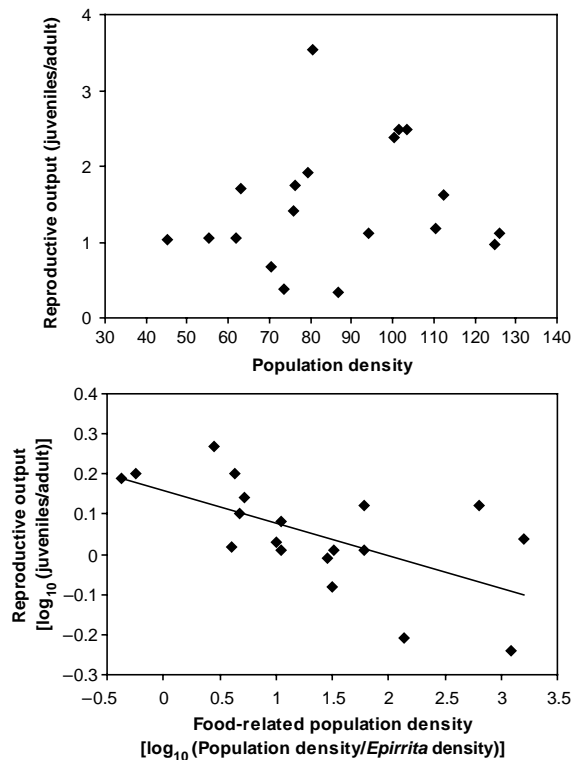 Reproductive output (juveniles/adult)
4
3
2
1
0
30 40 50 60 70 80 90 100 110 120 130 140
Population density
Reproductive output
[log10 (juveniles/adult)]
0.4
0.3
0.2
0.1
0
–0.1
–0.2
–0.3
–0.5 0 0.5 1 1.5 2 2.5 3 3.5
Food-related population density
[log10 (Population density/Epirrita density)]